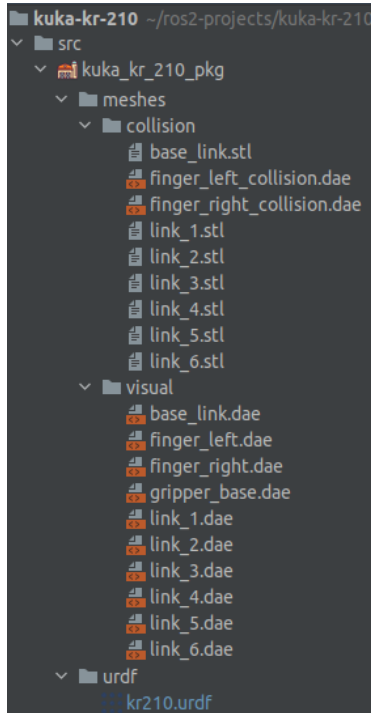 kuka-kr-210 ~/ros2-projects/kuka-kr-210
src
kuka_kr_210_pkg
meshes
collision
base_link.stl
finger_left_collision.dae
finger_right_collision.dae
link_1.stl
link_2.stl
link_3.stl
link_4.stl
link_5.stl
link_6.stl
visual
base_link.dae
finger_left.dae
finger_right.dae
gripper_base.dae
link_1.dae
link_2.dae
link_3.dae
link_4.dae
link_5.dae
link_6.dae
urdf
kr210.urdf